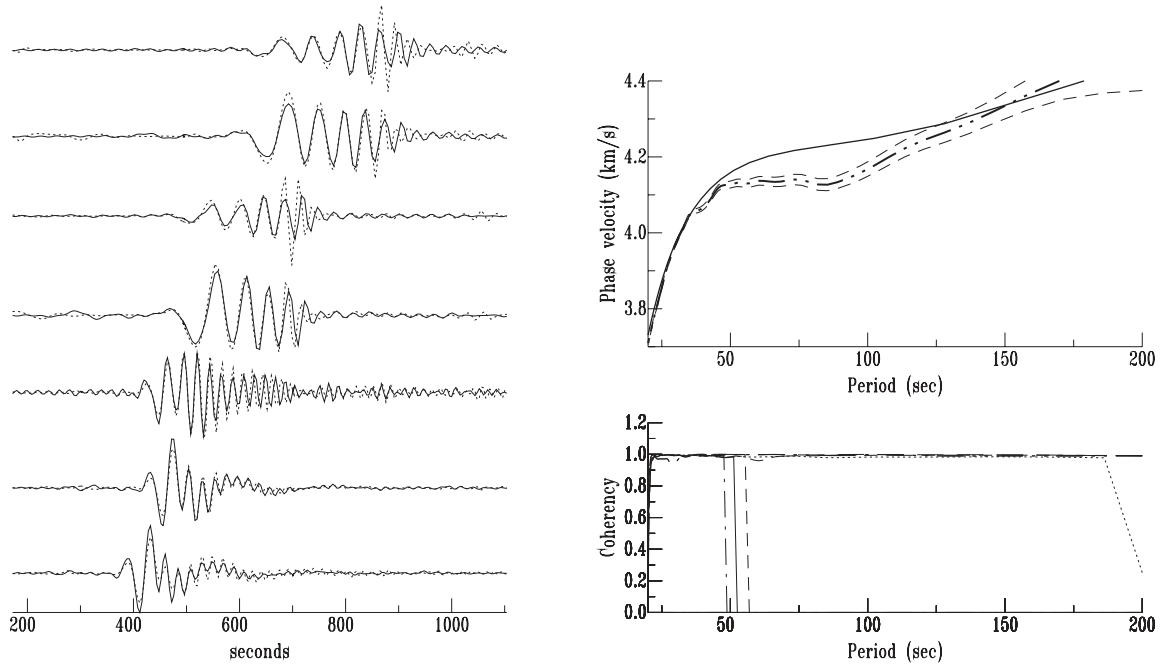 200 400 600 800 1000
seconds
4.4
4.2
4.0
3.8
Phase velocity (km/s)
50 100 150 200
Period (sec)
1.2
1.0
0.8
0.6
0.4
0.2
0.0
Coherency
50 100 150 200
Period (sec)